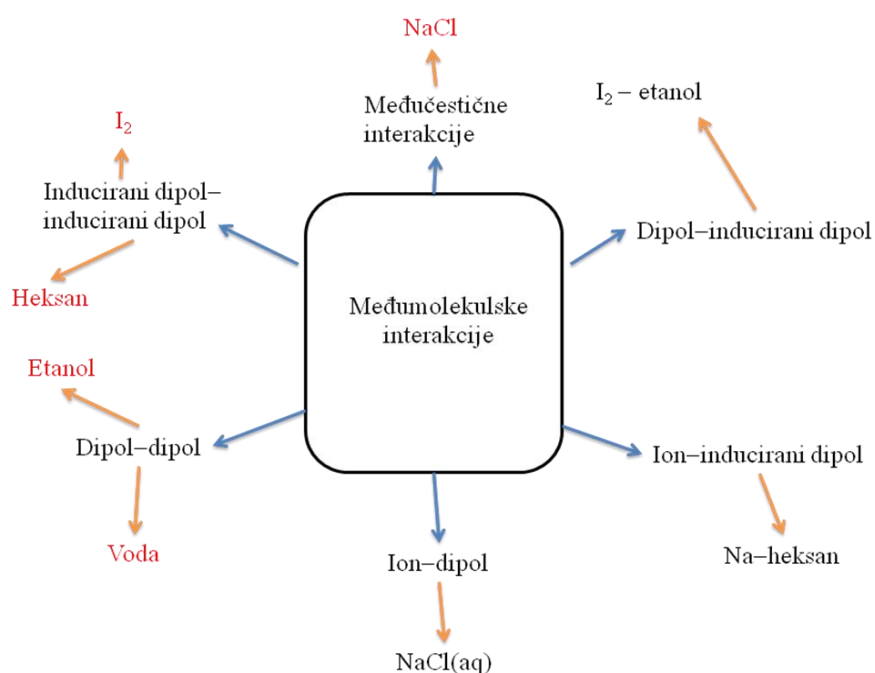 NaCl
Međučestične
interakcije
I₂ – etanol
I₂
Inducirani dipol–
inducirani dipol
Dipol–inducirani dipol
Heksan
Međumolekulske
interakcije
Etanol
Dipol–dipol
Ion–inducirani dipol
Voda
Ion–dipol
Na–heksan
NaCl(aq)